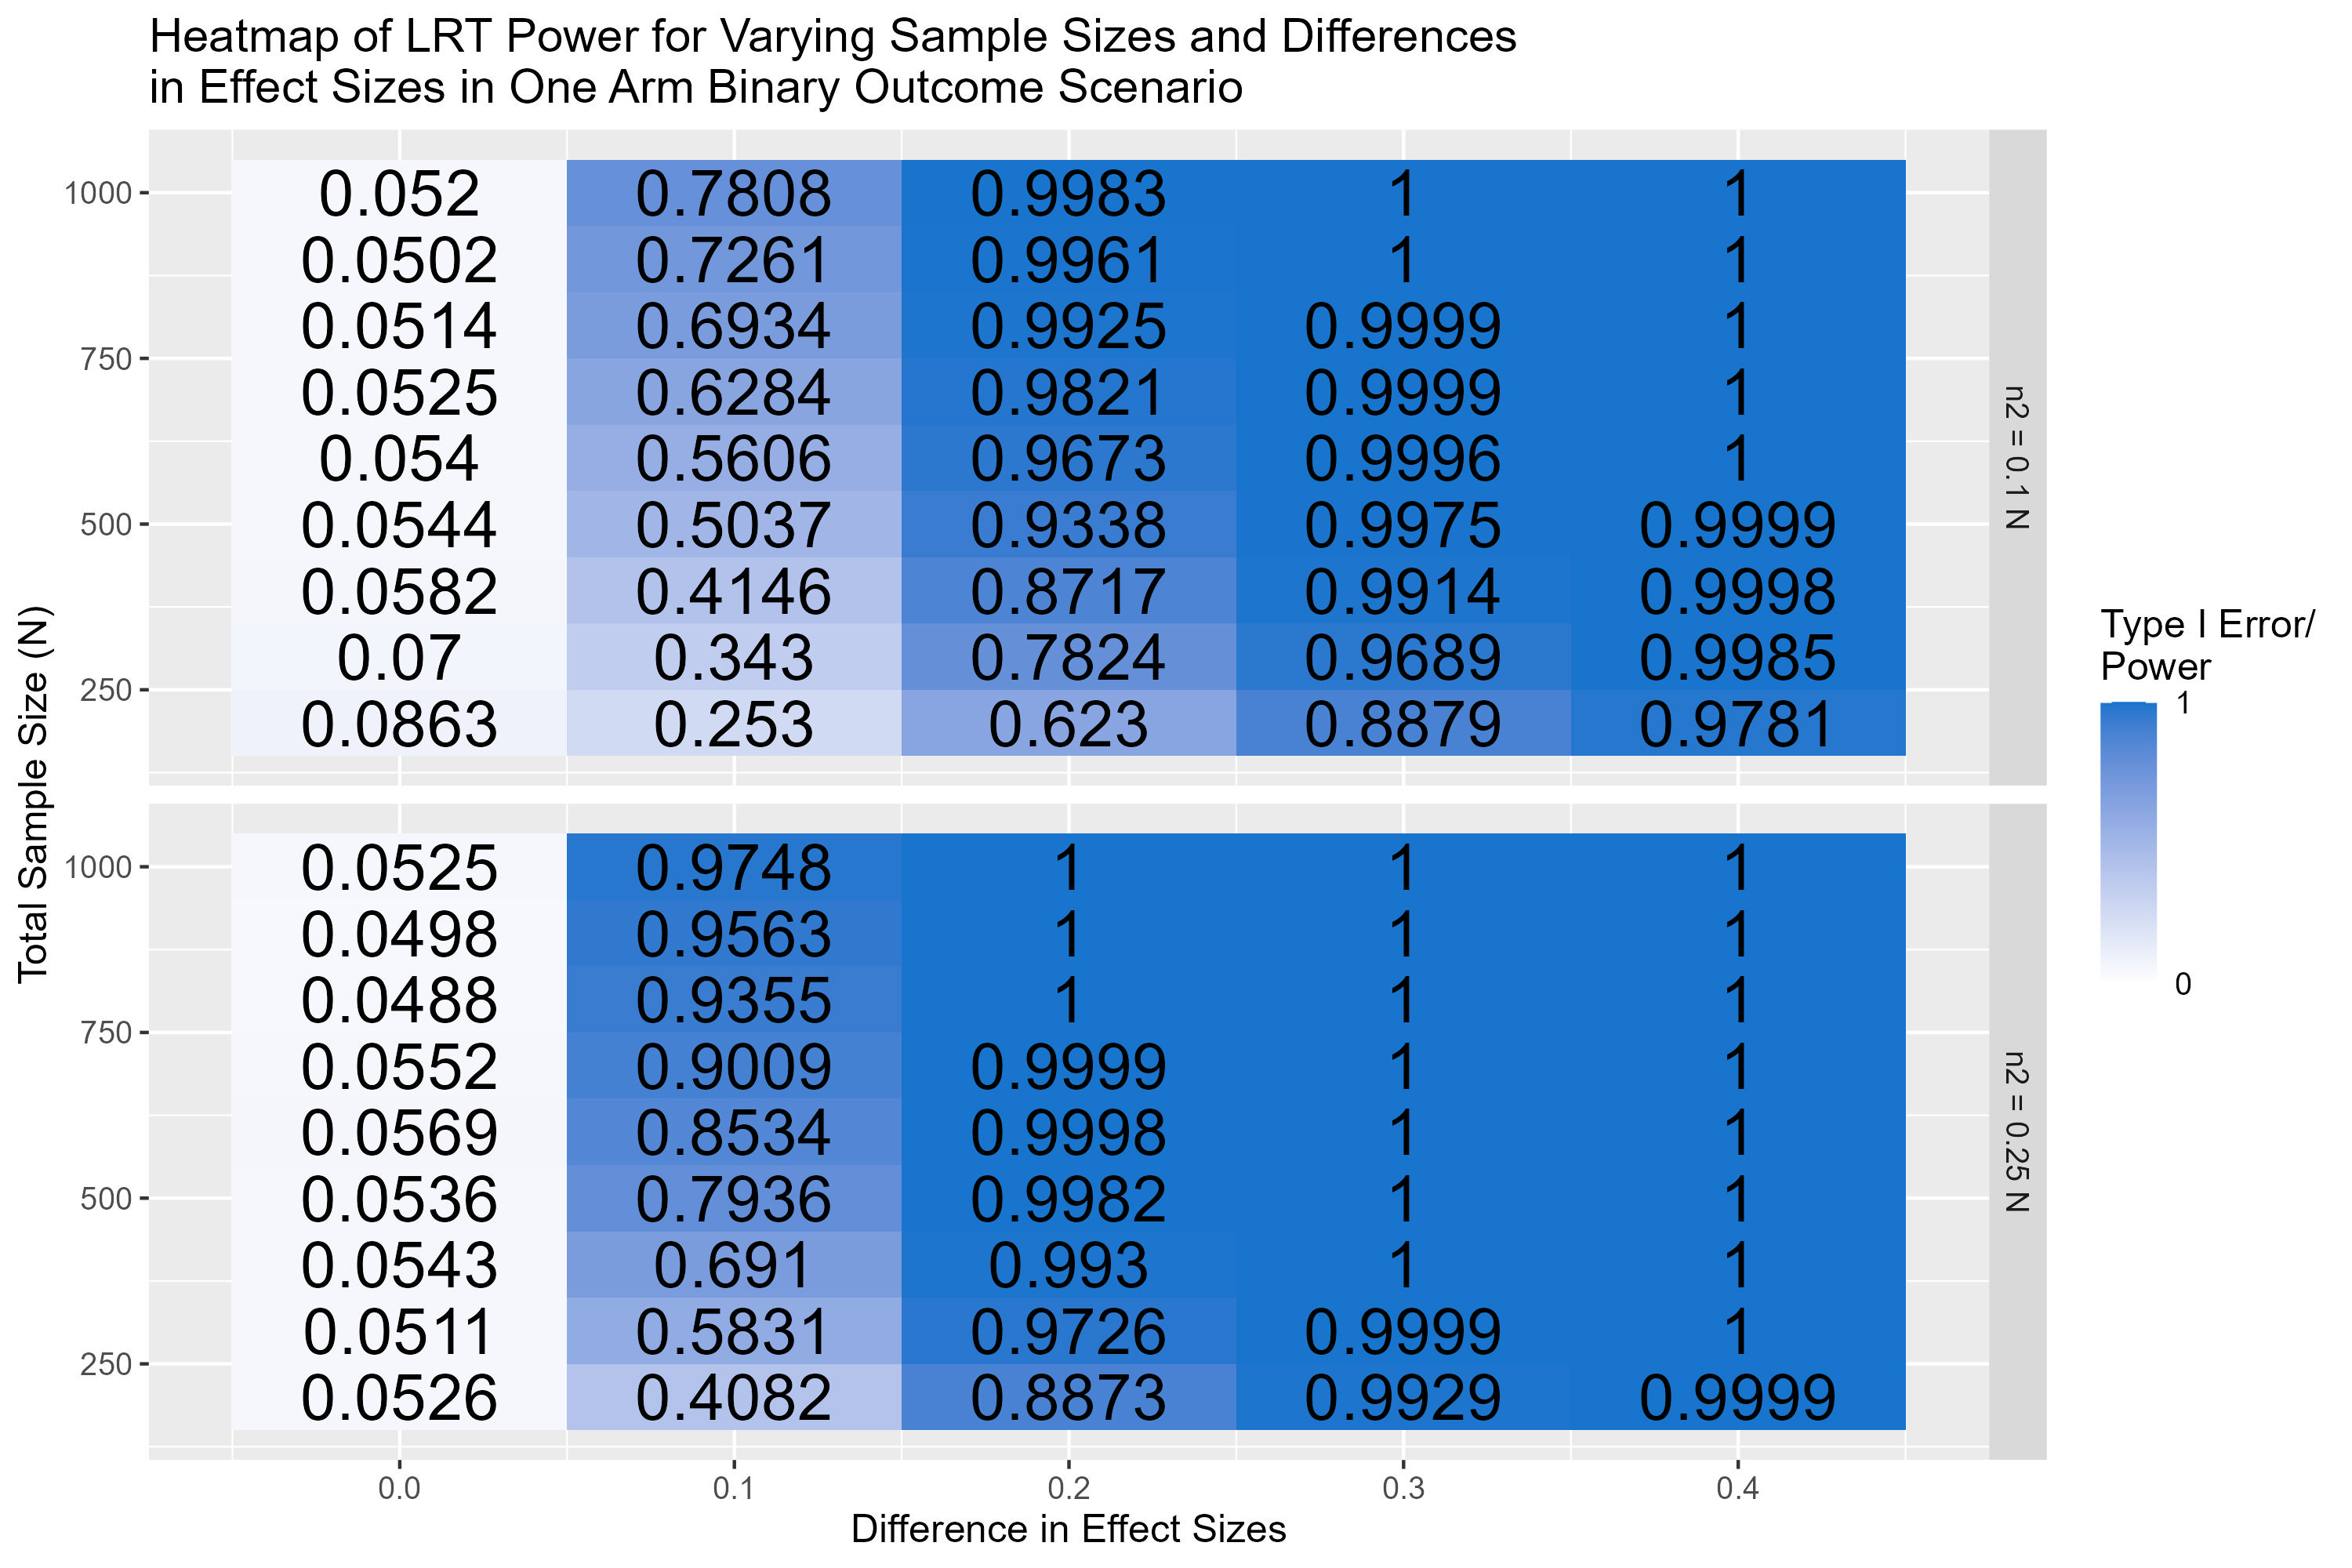 Heatmap of LRT Power for Varying Sample Sizes and Differences
in Effect Sizes in One Arm Binary Outcome Scenario
Total Sample Size (N)
1000
750
500
250
0.052 0.7808 0.9983 1 1
0.0502 0.7261 0.9961 1 1
0.0514 0.6934 0.9925 0.9999 1
0.0525 0.6284 0.9821 0.9999 1
0.054 0.5606 0.9673 0.9996 1
0.0544 0.5037 0.9338 0.9975 0.9999
0.0582 0.4146 0.8717 0.9914 0.9998
0.07 0.343 0.7824 0.9689 0.9985
0.0863 0.253 0.623 0.8879 0.9781
n2 = 0.1 N
1000
750
500
250
0.0525 0.9748 1 1 1
0.0498 0.9563 1 1 1
0.0488 0.9355 1 1 1
0.0552 0.9009 0.9999 1 1
0.0569 0.8534 0.9998 1 1
0.0536 0.7936 0.9982 1 1
0.0543 0.691 0.993 1 1
0.0511 0.5831 0.9726 0.9999 1
0.0526 0.4082 0.8873 0.9929 0.9999
n2 = 0.25 N
0.0 0.1 0.2 0.3 0.4
Difference in Effect Sizes
Type I Error/
Power
1
0